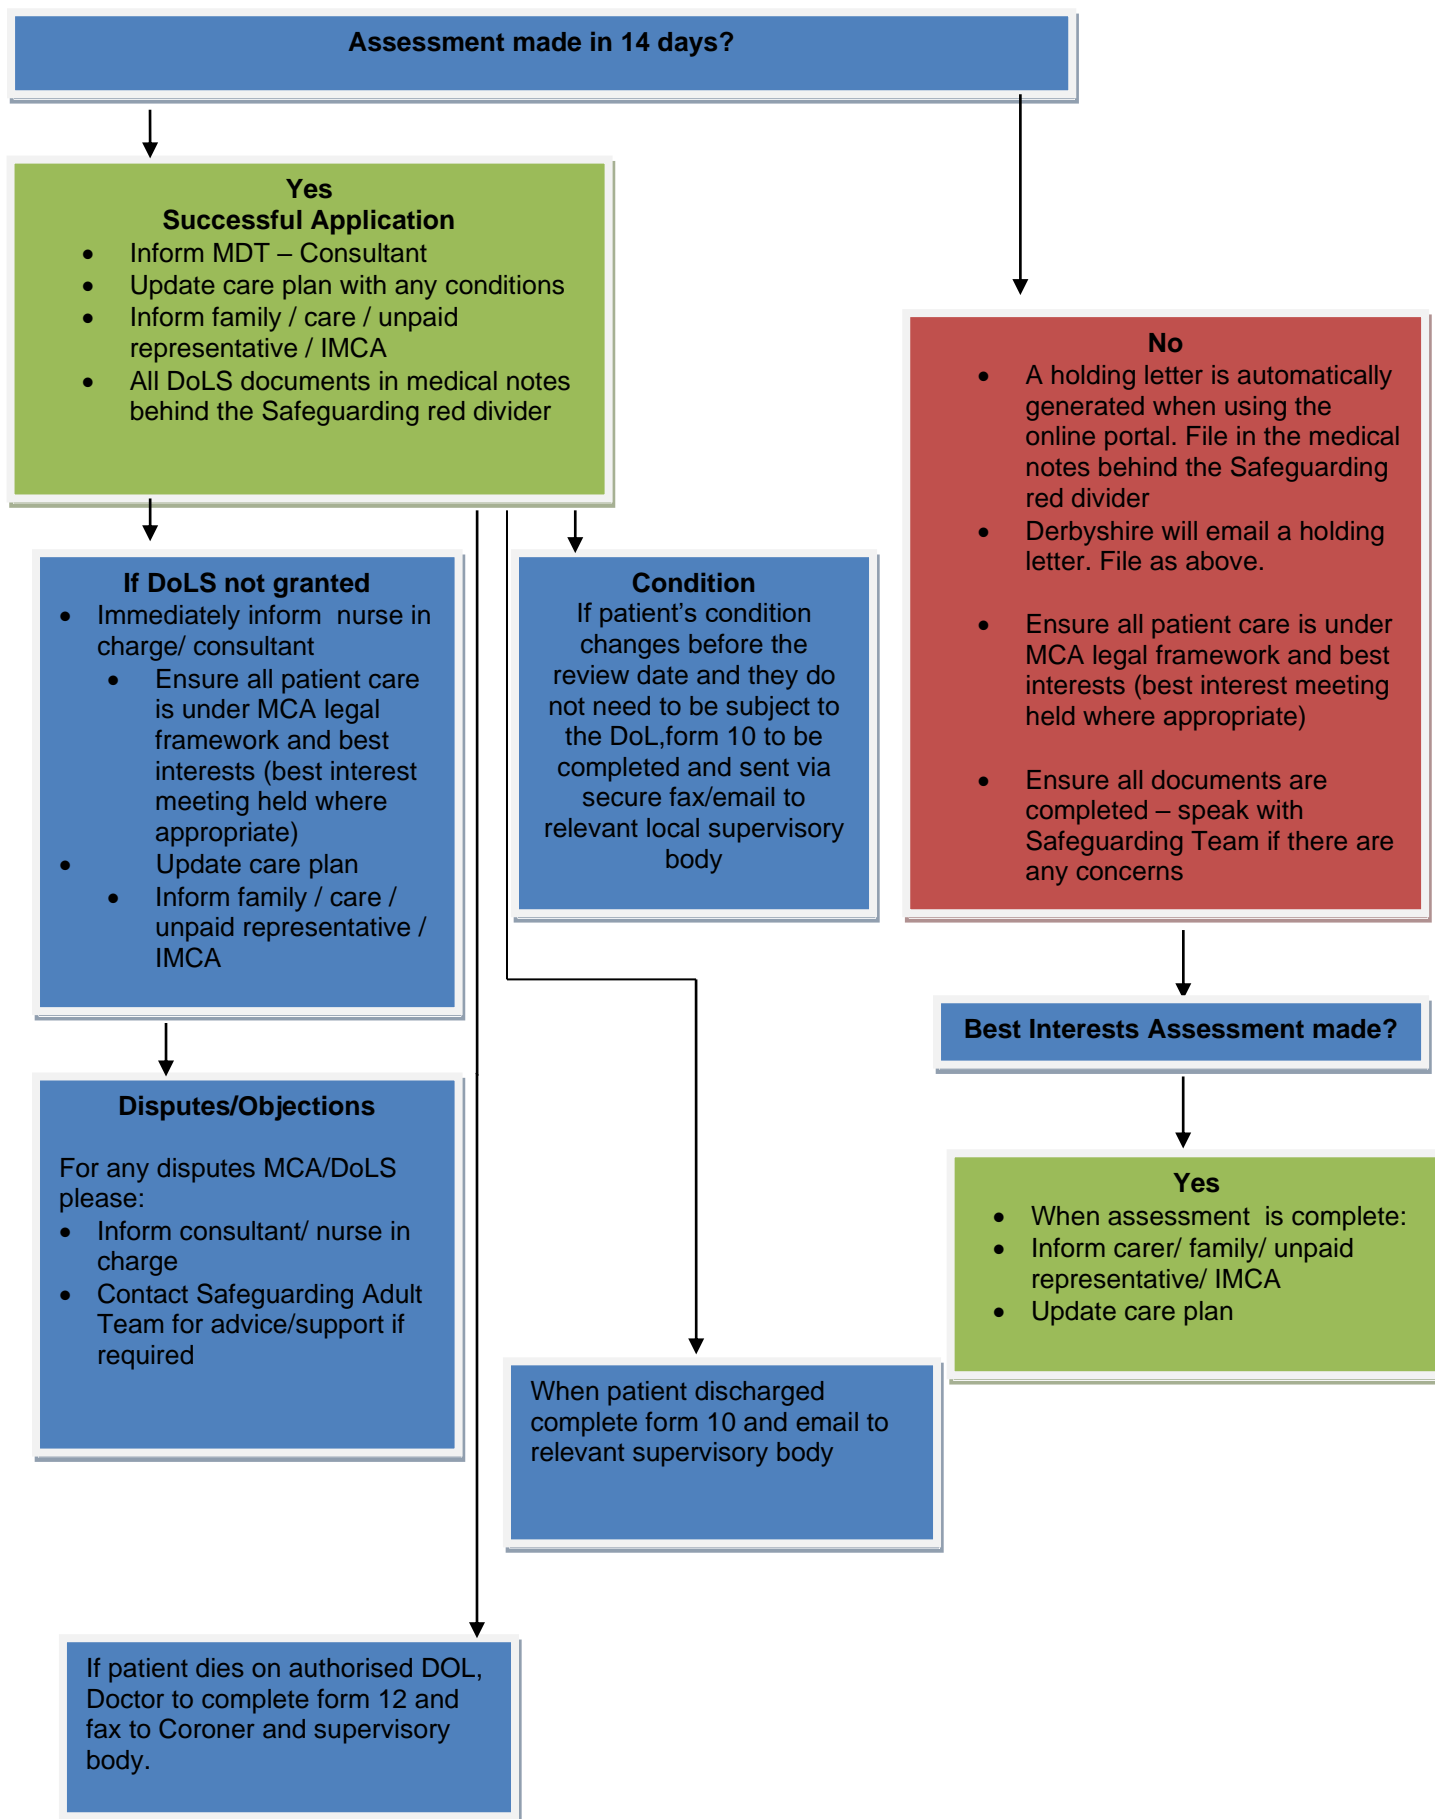 Assessment made in 14 days?
Yes
Successful Application
• Inform MDT – Consultant
• Update care plan with any conditions
• Inform family / care / unpaid
representative / IMCA
• All DoLS documents in medical notes
behind the Safeguarding red divider
No
• A holding letter is automatically
generated when using the
online portal. File in the medical
notes behind the Safeguarding
red divider
• Derbyshire will email a holding
letter. File as above.
• Ensure all patient care is under
MCA legal framework and best
interests (best interest meeting
held where appropriate)
• Ensure all documents are
completed – speak with
Safeguarding Team if there are
any concerns
If DoLS not granted
• Immediately inform nurse in
charge/ consultant
• Ensure all patient care
is under MCA legal
framework and best
interests (best interest
meeting held where
appropriate)
• Update care plan
• Inform family / care /
unpaid representative /
IMCA
Condition
If patient’s condition
changes before the
review date and they do
not need to be subject to
the DoL,form 10 to be
completed and sent via
secure fax/email to
relevant local supervisory
body
Best Interests Assessment made?
Disputes/Objections
For any disputes MCA/DoLS
please:
• Inform consultant/ nurse in
charge
• Contact Safeguarding Adult
Team for advice/support if
required
Yes
• When assessment is complete:
• Inform carer/ family/ unpaid
representative/ IMCA
• Update care plan
When patient discharged
complete form 10 and email to
relevant supervisory body
If patient dies on authorised DOL,
Doctor to complete form 12 and
fax to Coroner and supervisory
body.